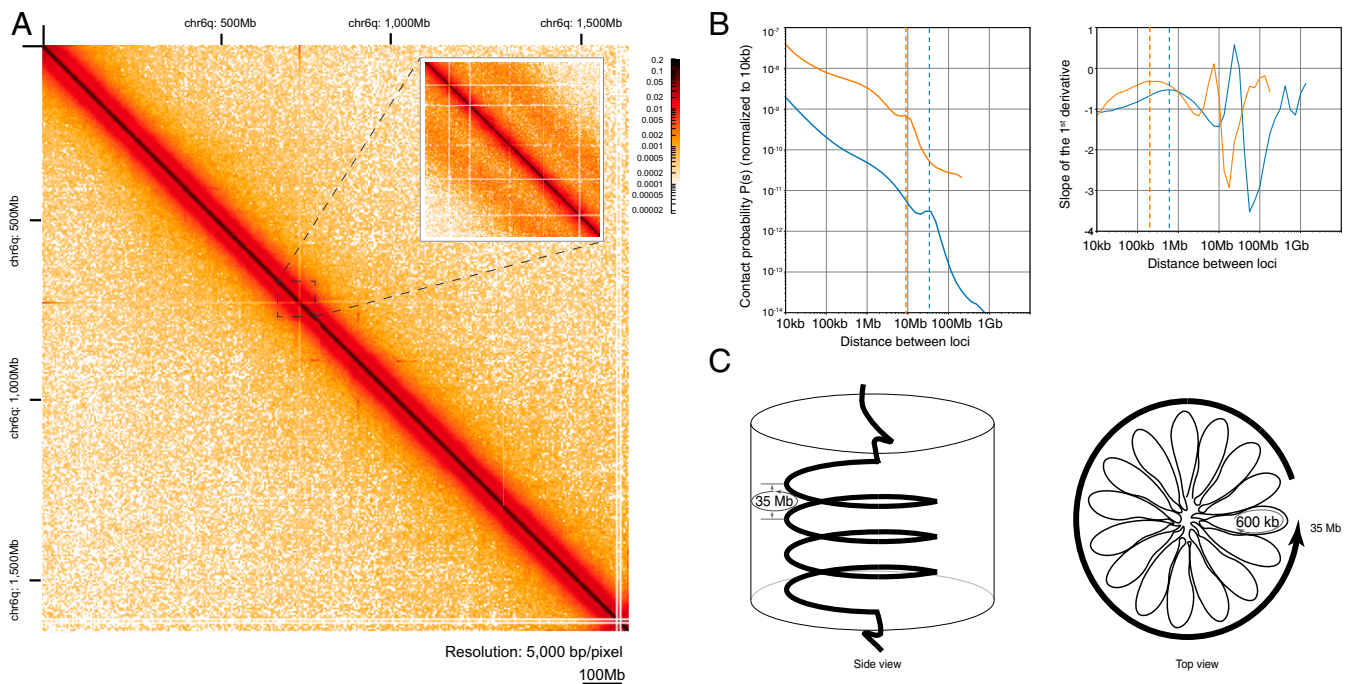 A
chr6q: 500Mb
chr6q: 1,000Mb
chr6q: 1,500Mb
chr6q: 500Mb
chr6q: 1,000Mb
chr6q: 1,500Mb
0.2
0.1
0.05
0.02
0.01
0.005
0.002
0.001
0.0005
0.0002
0.0001
0.00005
0.00002
Resolution: 5,000 bp/pixel
100Mb
B
Contact probability P(s) (normalized to 10kb)
10-7
10-8
10-9
10-10
10-11
10-12
10-13
10-14
10kb 100kb 1Mb 10Mb 100Mb 1Gb
Distance between loci
Slope of the 1st derivative
1
0
-1
-2
-3
-4
10kb 100kb 1Mb 10Mb 100Mb 1Gb
Distance between loci
C
35 Mb
Side view
600 kb
35 Mb
Top view